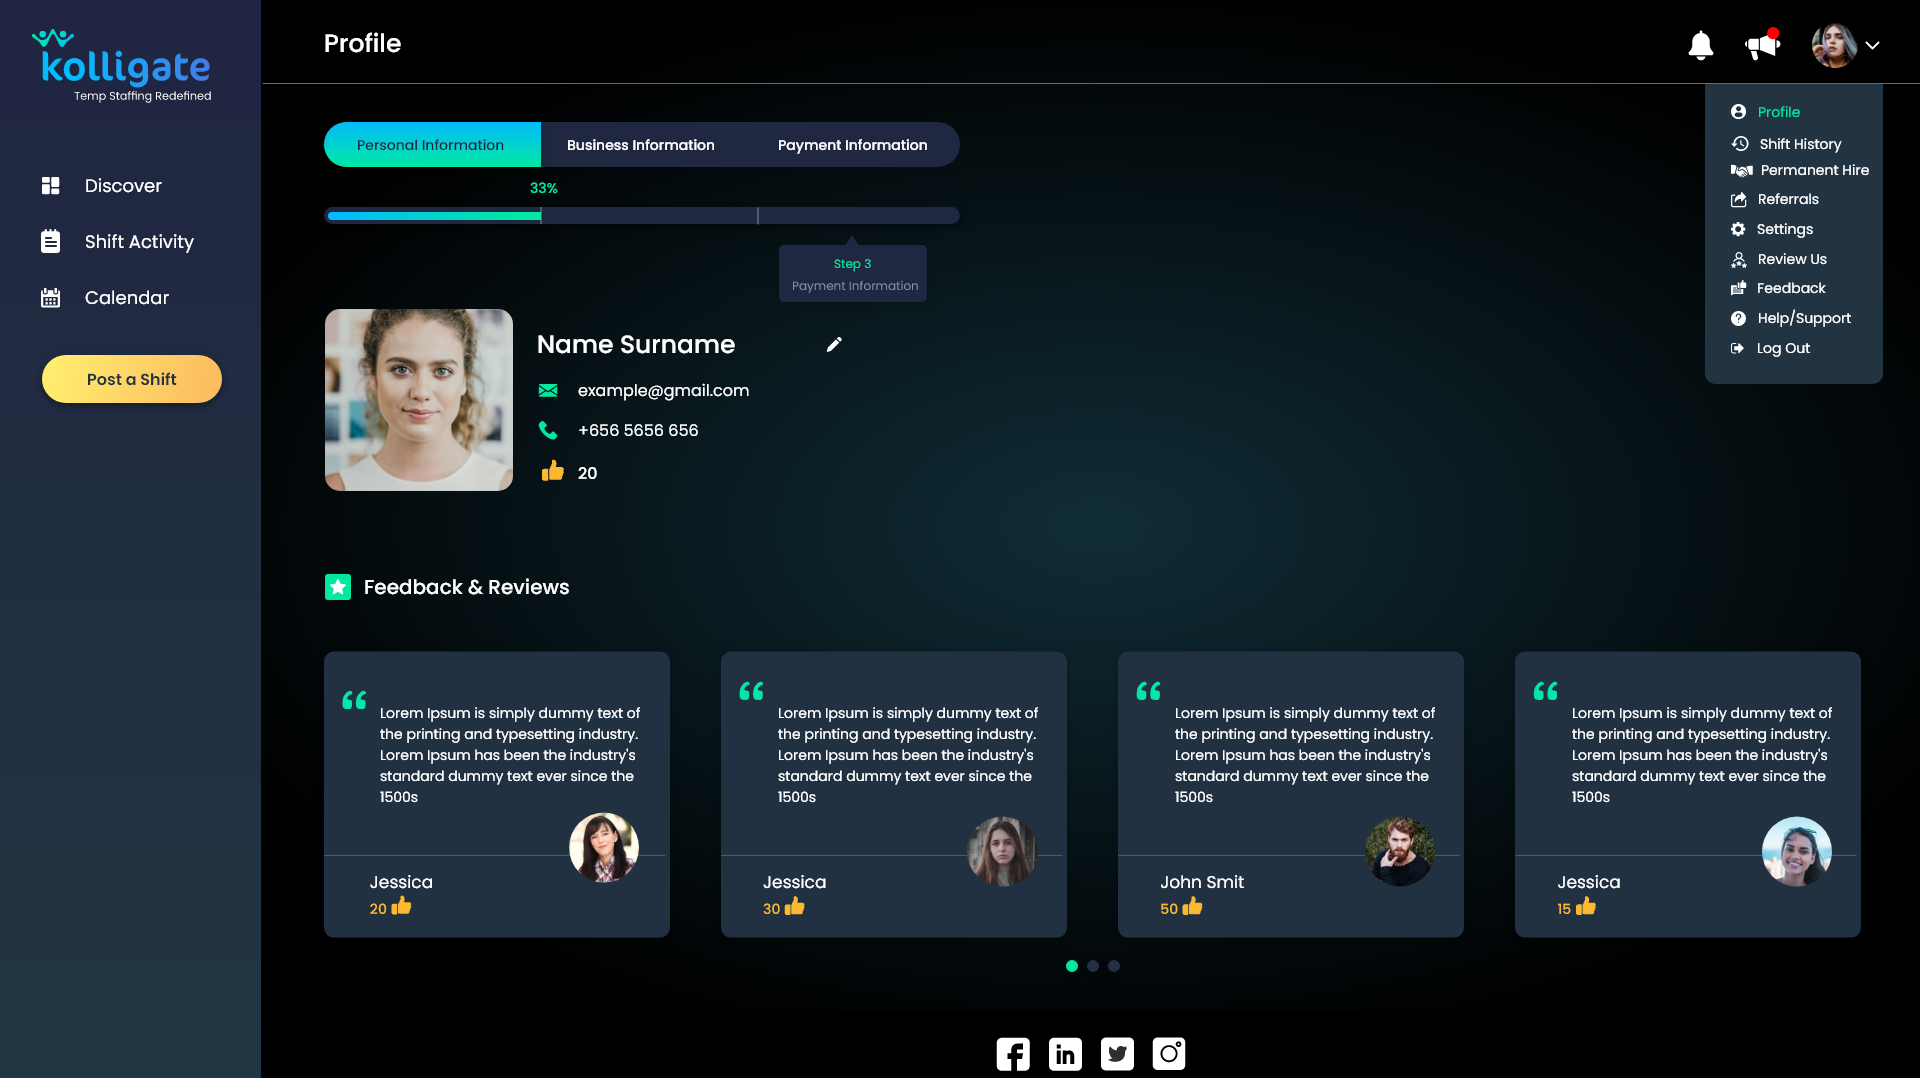 kolligate
Temp Staffing Redefined
Discover
Shift Activity
Calendar
Post a Shift
Profile
Profile
Shift History
Permanent Hire
Referrals
Settings
Review Us
Feedback
Help/Support
Log Out
Personal Information
Business Information
Payment Information
33%
Step 3
Payment Information
Name Surname
example@gmail.com
+656 5656 656
20
Feedback & Reviews
Lorem Ipsum is simply dummy text of
the printing and typesetting industry.
Lorem Ipsum has been the industry's
standard dummy text ever since the
1500s
Jessica
20
Lorem Ipsum is simply dummy text of
the printing and typesetting industry.
Lorem Ipsum has been the industry's
standard dummy text ever since the
1500s
Jessica
30
Lorem Ipsum is simply dummy text of
the printing and typesetting industry.
Lorem Ipsum has been the industry's
standard dummy text ever since the
1500s
John Smit
50
Lorem Ipsum is simply dummy text of
the printing and typesetting industry.
Lorem Ipsum has been the industry's
standard dummy text ever since the
1500s
Jessica
15